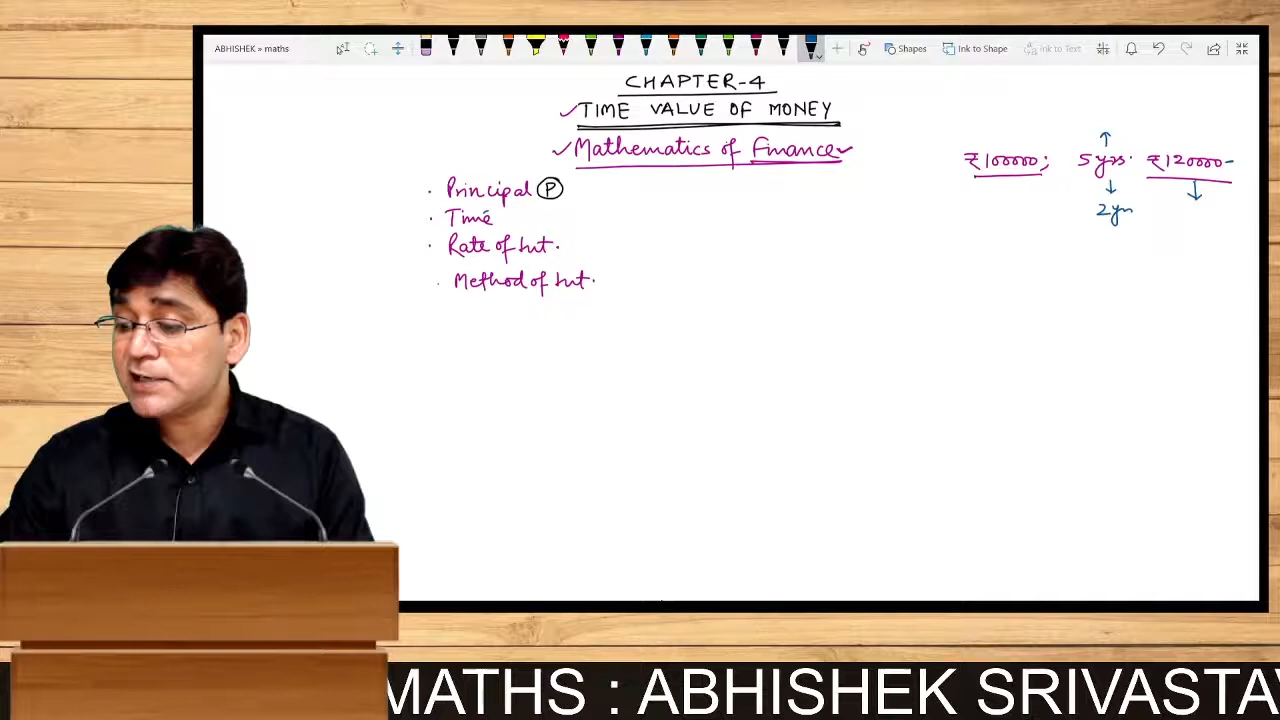 ABHISHEK » maths
Shapes
Ink to Shape
Ink to Text
CHAPTER-4
✓TIME VALUE OF MONEY
✓Mathematics of Finance✓
₹100000; 5 yrs. ₹120000-
2 yrs
· Principal (P)
· Time
· Rate of Int.
· Method of Int.
MATHS : ABHISHEK SRIVASTA